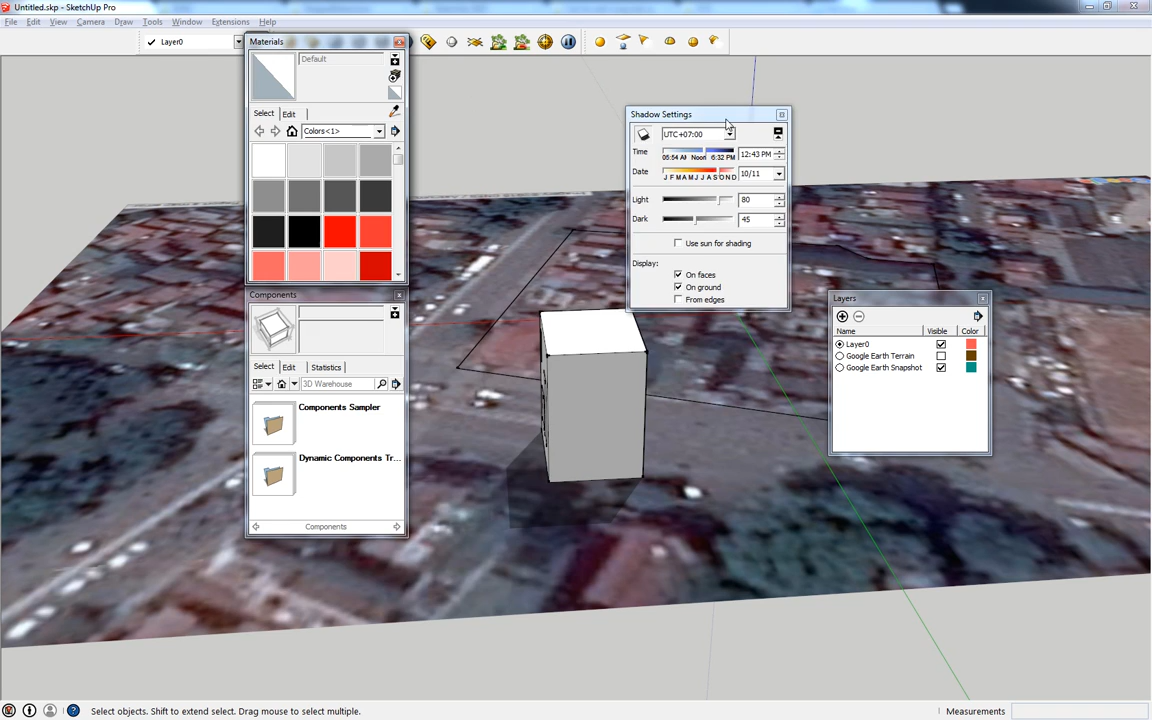 Untitled.skp - SketchUp Pro
File Edit View Camera Draw Tools Window Extensions Help
Layer0
Materials
Default
Select Edit
Colors<1>
Components
Select Edit Statistics
3D Warehouse
Components Sampler
Dynamic Components Tr...
Components
Shadow Settings
UTC+07:00
Time
05:54 AM Noon 6:32 PM
12:43 PM
Date
J F M A M J J A S O N D
10/11
Light 80
Dark 45
Use sun for shading
Display:
On faces
On ground
From edges
Layers
Name Visible Color
Layer0
Google Earth Terrain
Google Earth Snapshot
Select objects. Shift to extend select. Drag mouse to select multiple.
Measurements